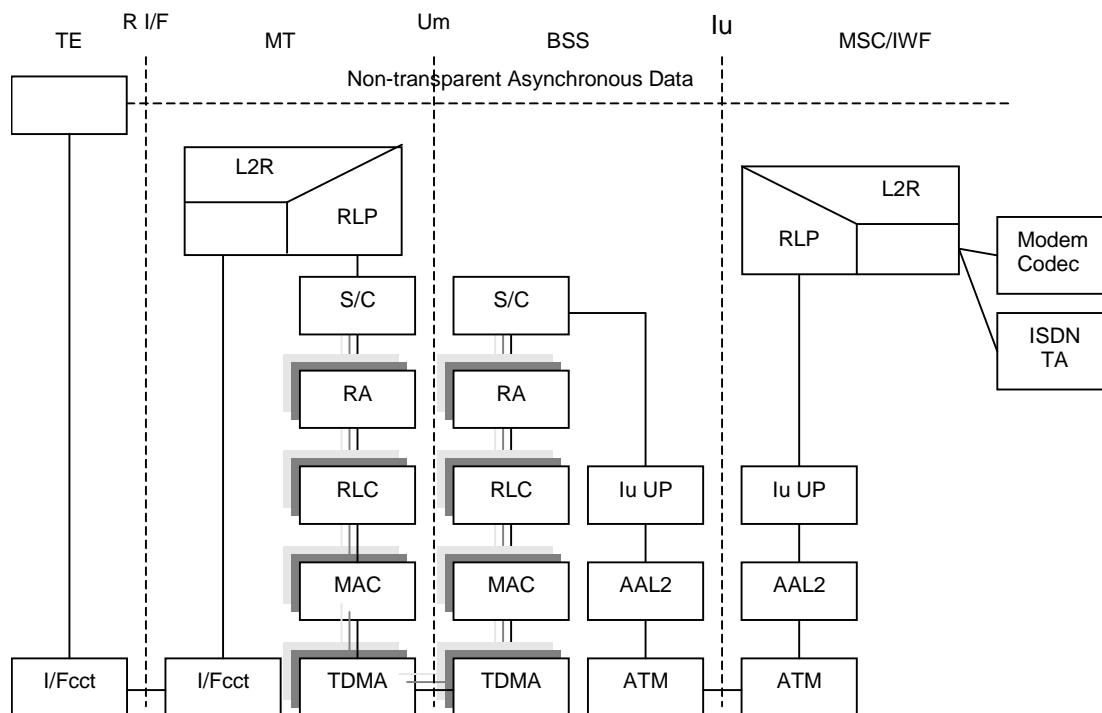 R I/F
Um
Iu
TE
MT
BSS
MSC/IWF
Non-transparent Asynchronous Data
L2R
RLP
L2R
RLP
Modem
Codec
ISDN
TA
S/C
S/C
RA
RA
RLC
RLC
Iu UP
Iu UP
MAC
MAC
AAL2
AAL2
I/Fcct
I/Fcct
TDMA
TDMA
ATM
ATM